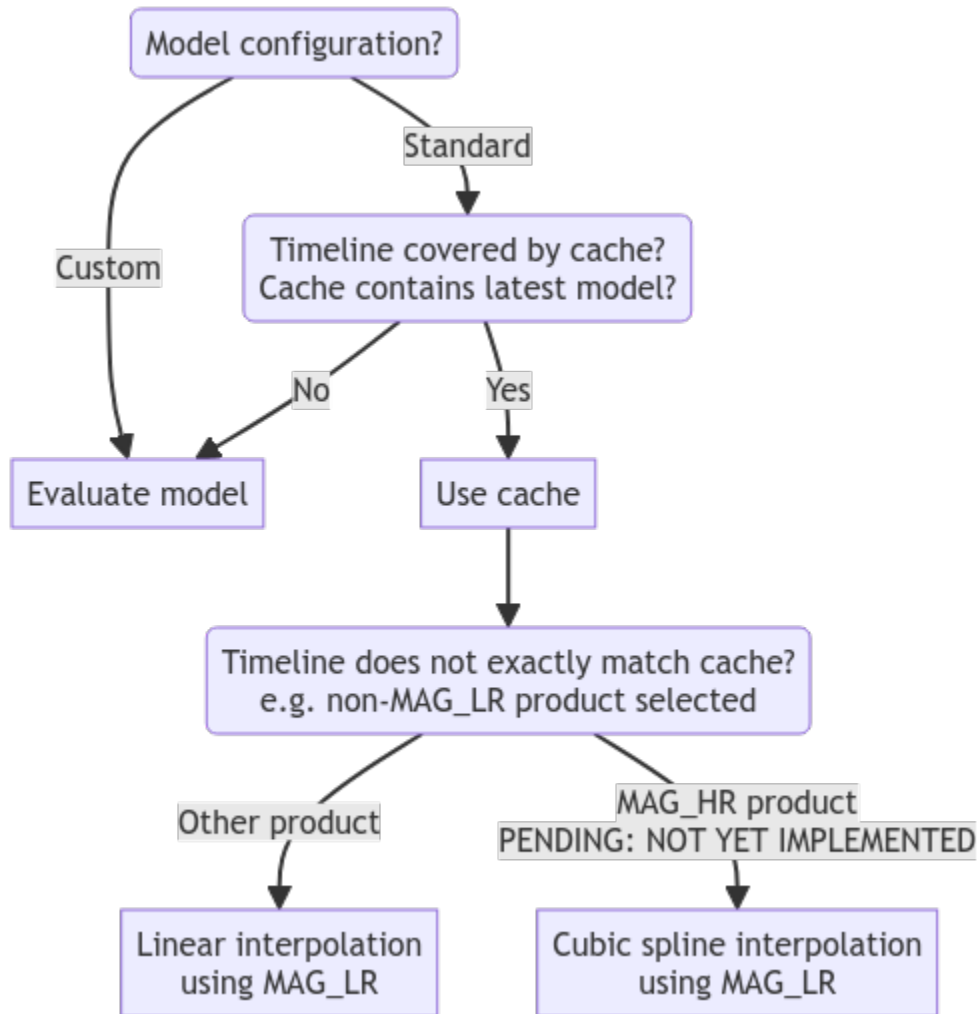 Model configuration?
Standard
Timeline covered by cache?
Cache contains latest model?
Custom
No
Yes
Evaluate model
Use cache
Timeline does not exactly match cache?
e.g. non-MAG_LR product selected
Other product
MAG_HR product
PENDING: NOT YET IMPLEMENTED
Linear interpolation
using MAG_LR
Cubic spline interpolation
using MAG_LR